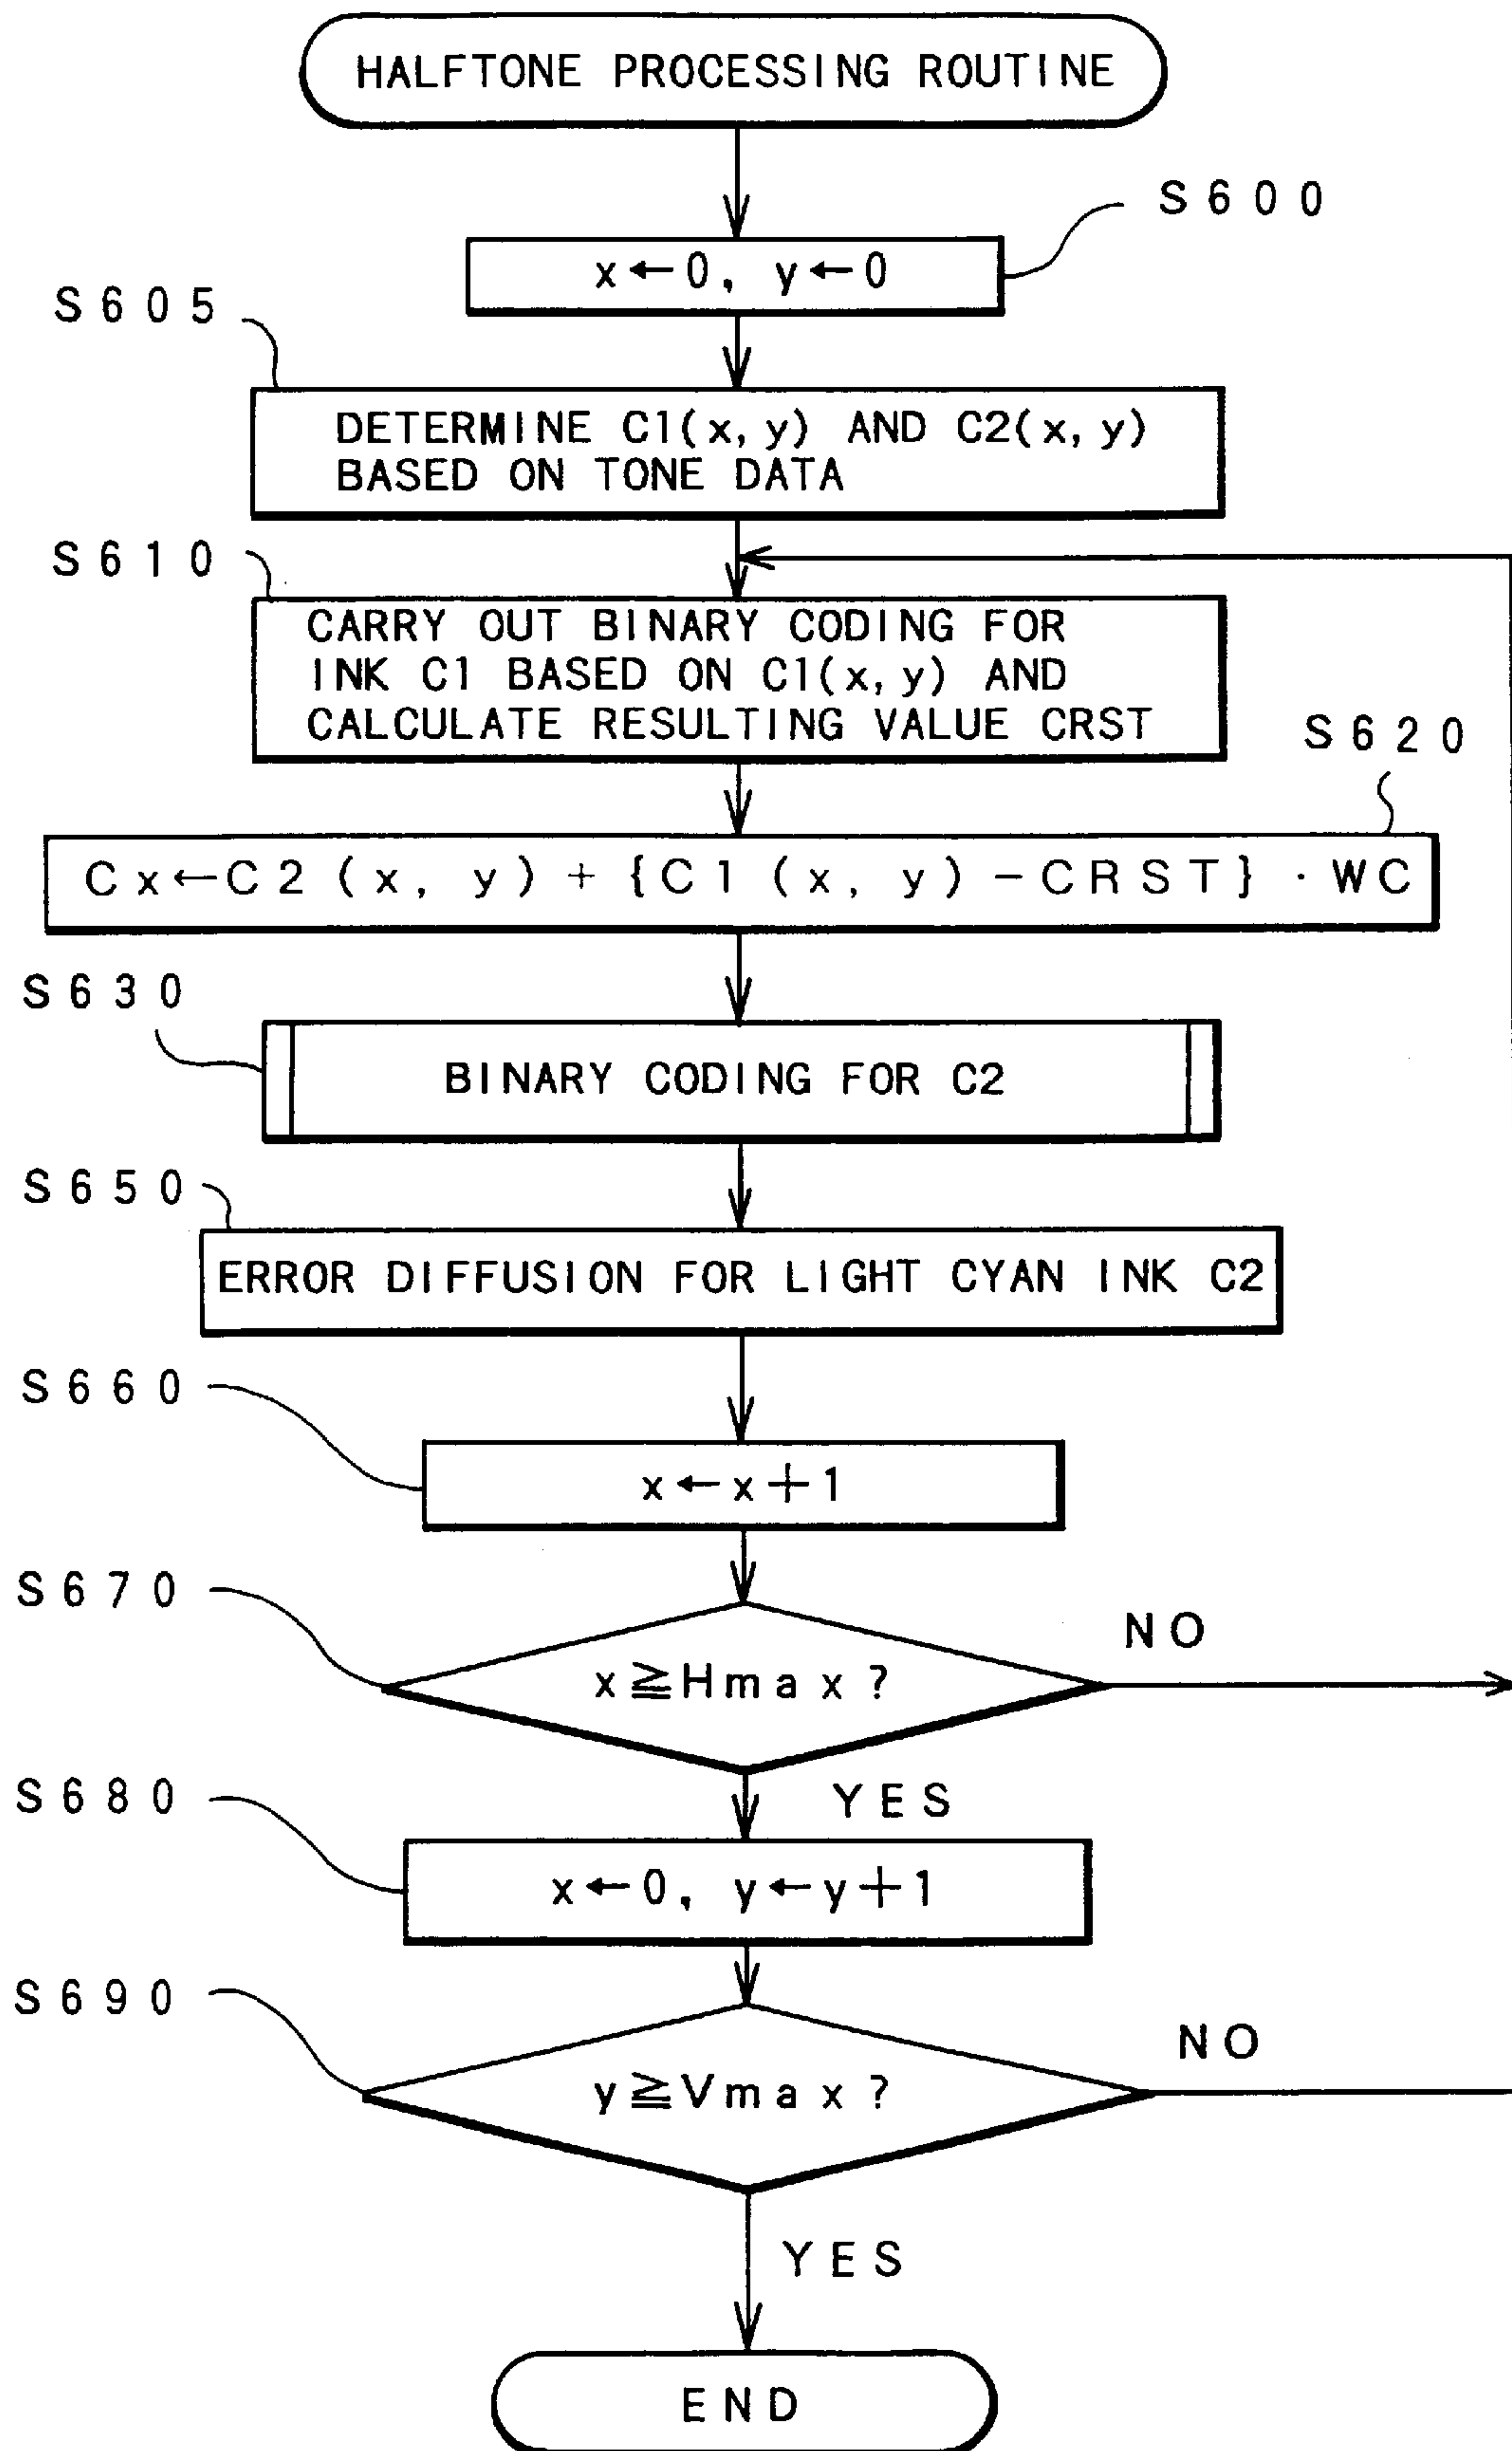 HALFTONE PROCESSING ROUTINE
S600
x←0, y←0
S605
DETERMINE C1(x, y) AND C2(x, y)
BASED ON TONE DATA
S610
CARRY OUT BINARY CODING FOR
INK C1 BASED ON C1(x, y) AND
CALCULATE RESULTING VALUE CRST
S620
Cx←C2(x, y)+{C1(x, y)−CRST}·WC
S630
BINARY CODING FOR C2
S650
ERROR DIFFUSION FOR LIGHT CYAN INK C2
S660
x←x+1
S670
x≧Hmax?
NO
YES
S680
x←0, y←y+1
S690
y≧Vmax?
NO
YES
END